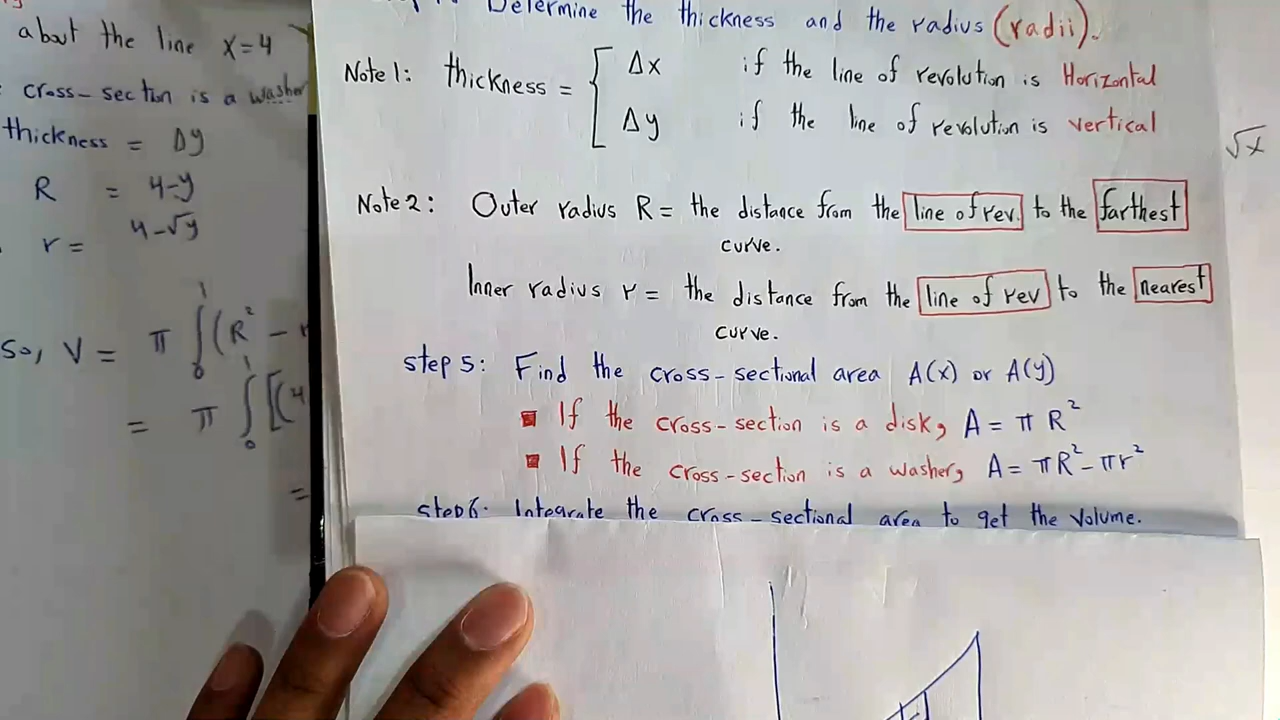 about the line x=4
cross-section is a washer
thickness = Δy
R = 4-y
r = 4-√y
so, V = π ∫₀¹ (R² -
= π ∫₀¹ [(4
=
Determine the thickness and the radius (radii).
Note 1: thickness = { Δx if the line of revolution is Horizontal
Δy if the line of revolution is vertical
Note 2: Outer radius R = the distance from the line of rev. to the farthest
curve.
Inner radius r = the distance from the line of rev to the nearest
curve.
step 5: Find the cross-sectional area A(x) or A(y)
▪ If the cross-section is a disk, A = πR²
▪ If the cross-section is a washer, A = πR²-πr²
step 6: Integrate the cross-sectional area to get the volume.
√x